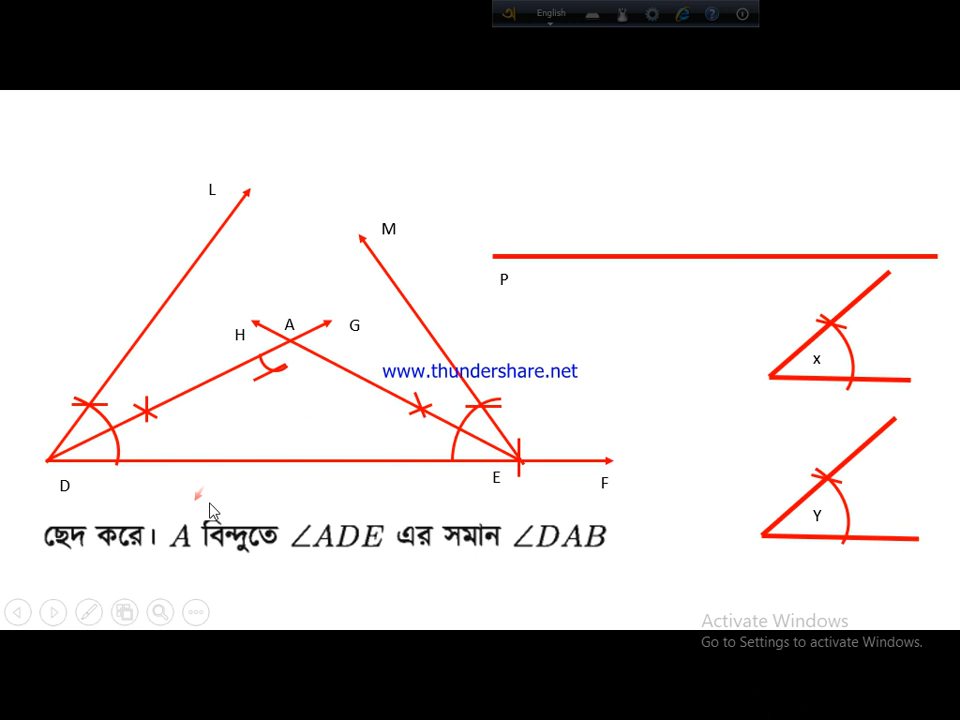 English
L
M
P
H
A
G
www.thundershare.net
x
D
E
F
Y
ছেদ করে। A বিন্দুতে ∠ADE এর সমান ∠DAB
Activate Windows
Go to Settings to activate Windows.